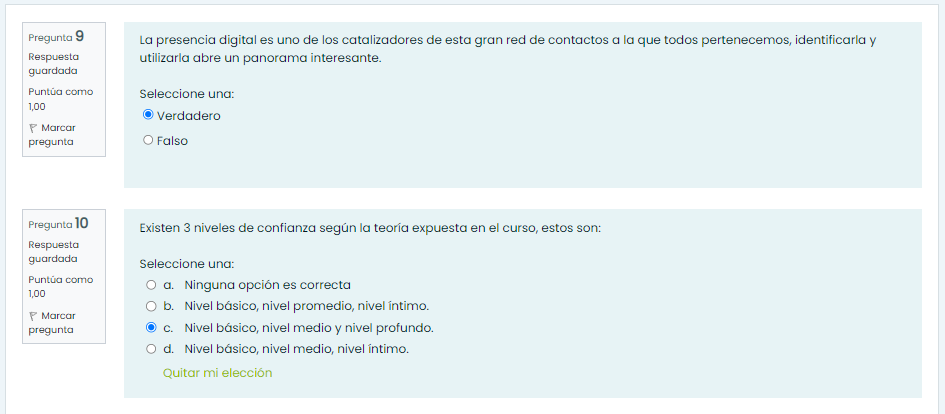 Pregunta 9
Respuesta
guardada
Puntúa como
1,00
Marcar
pregunta
La presencia digital es uno de los catalizadores de esta gran red de contactos a la que todos pertenecemos, identificarla y
utilizarla abre un panorama interesante.
Seleccione una:
Verdadero
Falso
Pregunta 10
Respuesta
guardada
Puntúa como
1,00
Marcar
pregunta
Existen 3 niveles de confianza según la teoría expuesta en el curso, estos son:
Seleccione una:
a. Ninguna opción es correcta
b. Nivel básico, nivel promedio, nivel íntimo.
c. Nivel básico, nivel medio y nivel profundo.
d. Nivel básico, nivel medio, nivel íntimo.
Quitar mi elección